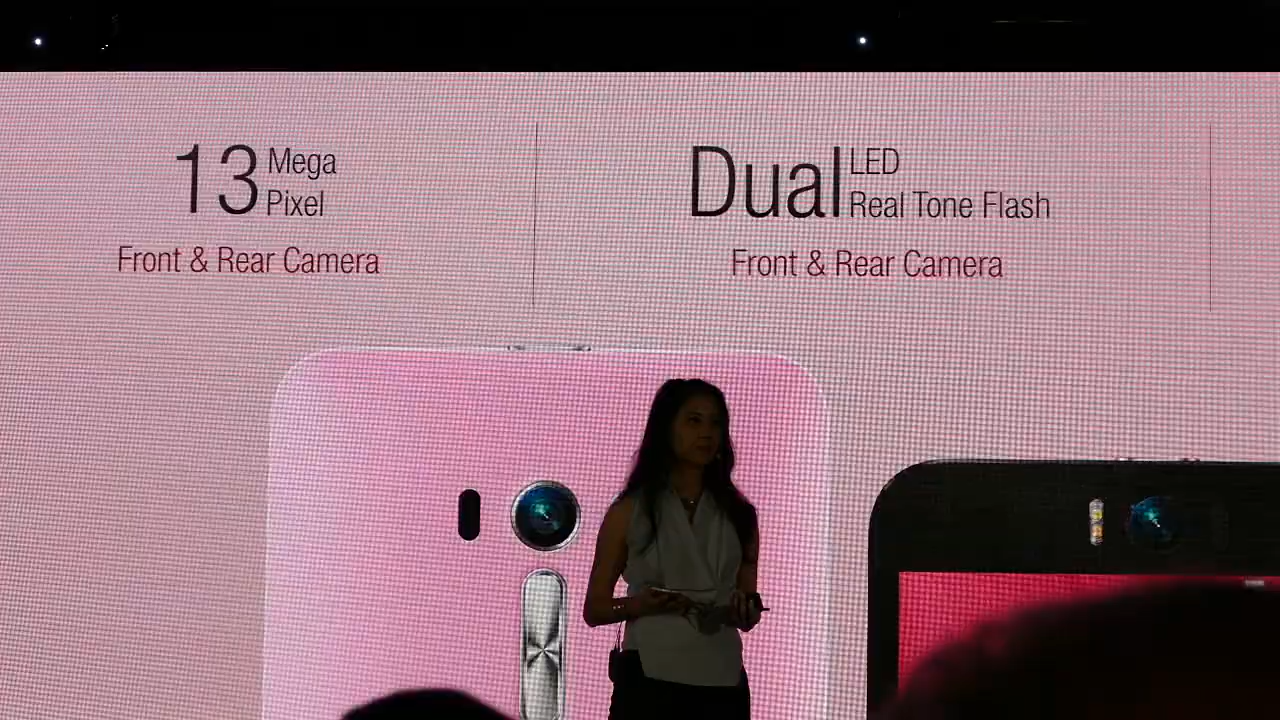 13 Mega
Pixel
Front & Rear Camera
Dual LED
Real Tone Flash
Front & Rear Camera